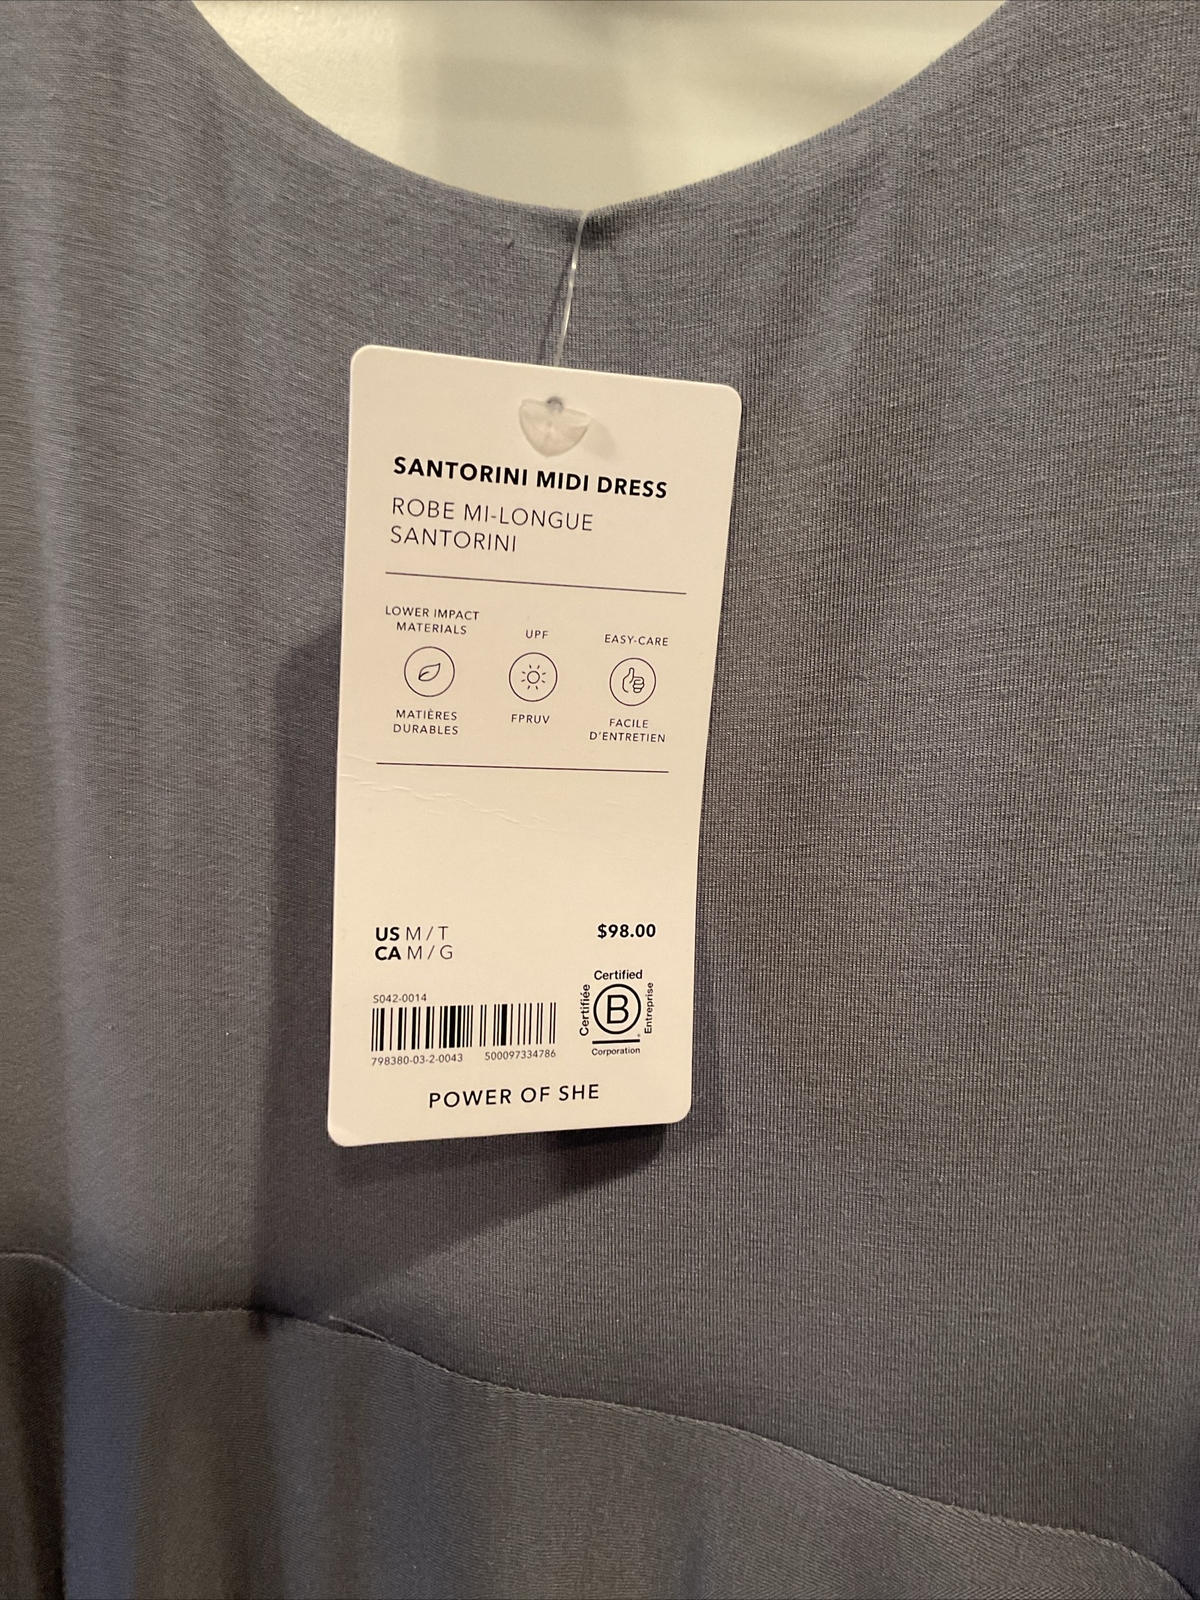 SANTORINI MIDI DRESS
ROBE MI-LONGUE
SANTORINI
LOWER IMPACT
MATERIALS
UPF
EASY-CARE
MATIÈRES
DURABLES
FPRUV
FACILE
D'ENTRETIEN
US M / T
CA M / G
$98.00
S042-0014
798380-03-2-0043 500097334786
Certified
Certifiée
B
Entreprise
®
Corporation
POWER OF SHE